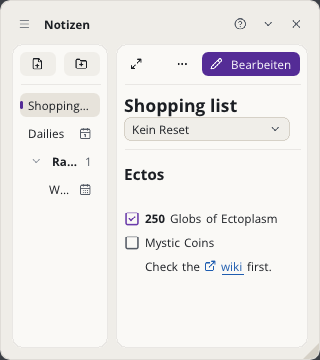 Notizen
Bearbeiten
Shopping...
Dailies
Ra... 1
W...
Shopping list
Kein Reset
Ectos
250 Globs of Ectoplasm
Mystic Coins
Check the wiki first.